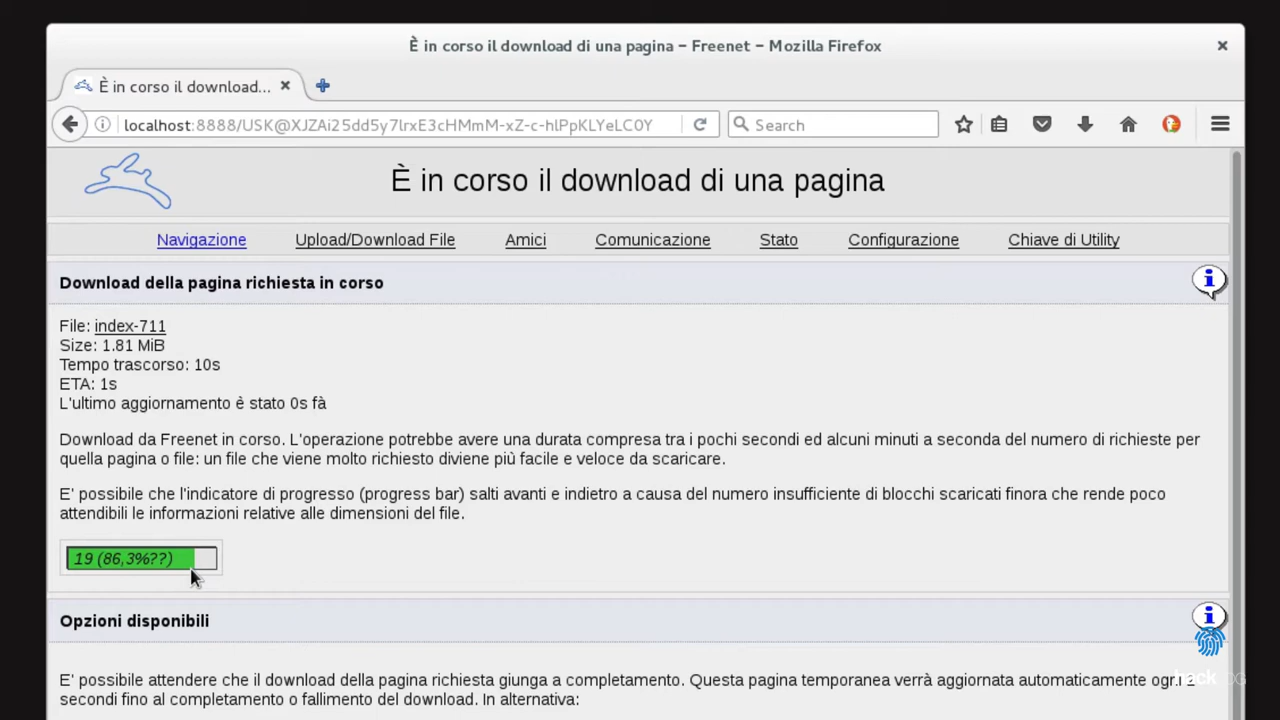 È in corso il download di una pagina – Freenet – Mozilla Firefox
È in corso il download...
localhost:8888/USK@XJZAi25dd5y7lrxE3cHMmM-xZ-c-hlPpKLYeLC0Y
Search
È in corso il download di una pagina
Navigazione Upload/Download File Amici Comunicazione Stato Configurazione Chiave di Utility
Download della pagina richiesta in corso
File: index-711
Size: 1.81 MiB
Tempo trascorso: 10s
ETA: 1s
L'ultimo aggiornamento è stato 0s fà
Download da Freenet in corso. L'operazione potrebbe avere una durata compresa tra i pochi secondi ed alcuni minuti a seconda del numero di richieste per
quella pagina o file: un file che viene molto richiesto diviene più facile e veloce da scaricare.
E' possibile che l'indicatore di progresso (progress bar) salti avanti e indietro a causa del numero insufficiente di blocchi scaricati finora che rende poco
attendibili le informazioni relative alle dimensioni del file.
19 (86,3%??)
Opzioni disponibili
E' possibile attendere che il download della pagina richiesta giunga a completamento. Questa pagina temporanea verrà aggiornata automaticamente ogni
secondi fino al completamento o fallimento del download. In alternativa: